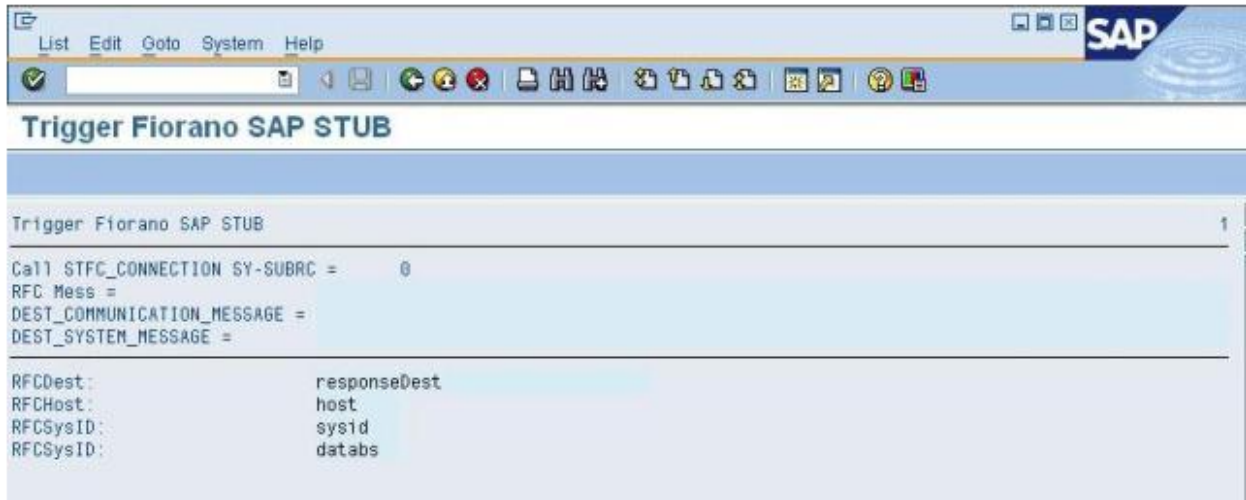 List Edit Goto System Help
SAP
Trigger Fiorano SAP STUB
Trigger Fiorano SAP STUB 1
Call STFC_CONNECTION SY-SUBRC = 0
RFC Mess =
DEST_COMMUNICATION_MESSAGE =
DEST_SYSTEM_MESSAGE =
RFCDest: responseDest
RFCHost: host
RFCSysID: sysid
RFCSysID: databs